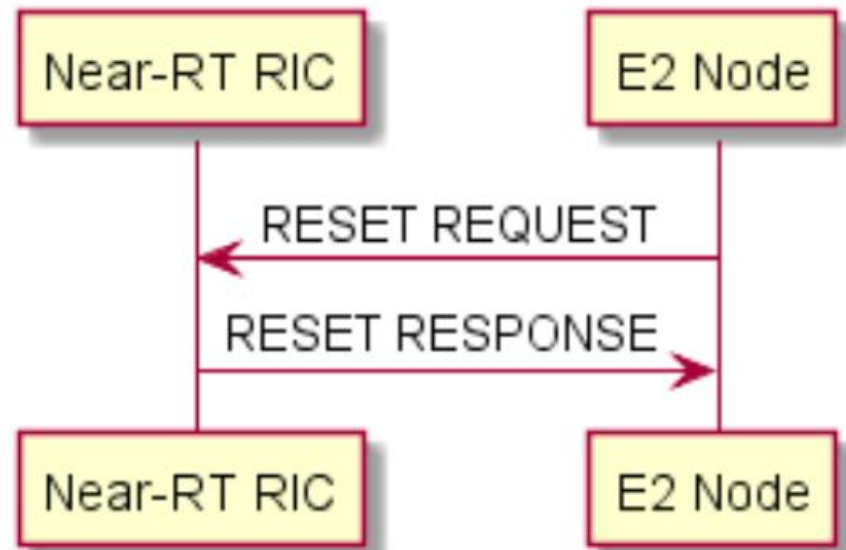 Near-RT RIC
E2 Node
RESET REQUEST
RESET RESPONSE
Near-RT RIC
E2 Node